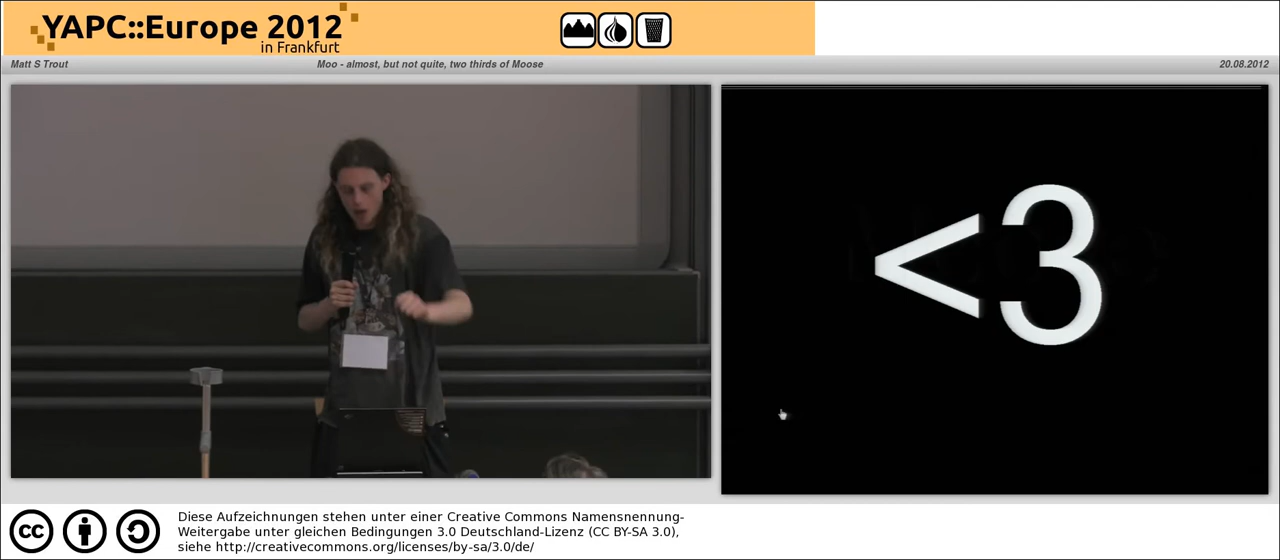 YAPC::Europe 2012
in Frankfurt
Matt S Trout
Moo - almost, but not quite, two thirds of Moose
20.08.2012
<3
cc
Diese Aufzeichnungen stehen unter einer Creative Commons Namensnennung-
Weitergabe unter gleichen Bedingungen 3.0 Deutschland-Lizenz (CC BY-SA 3.0),
siehe http://creativecommons.org/licenses/by-sa/3.0/de/